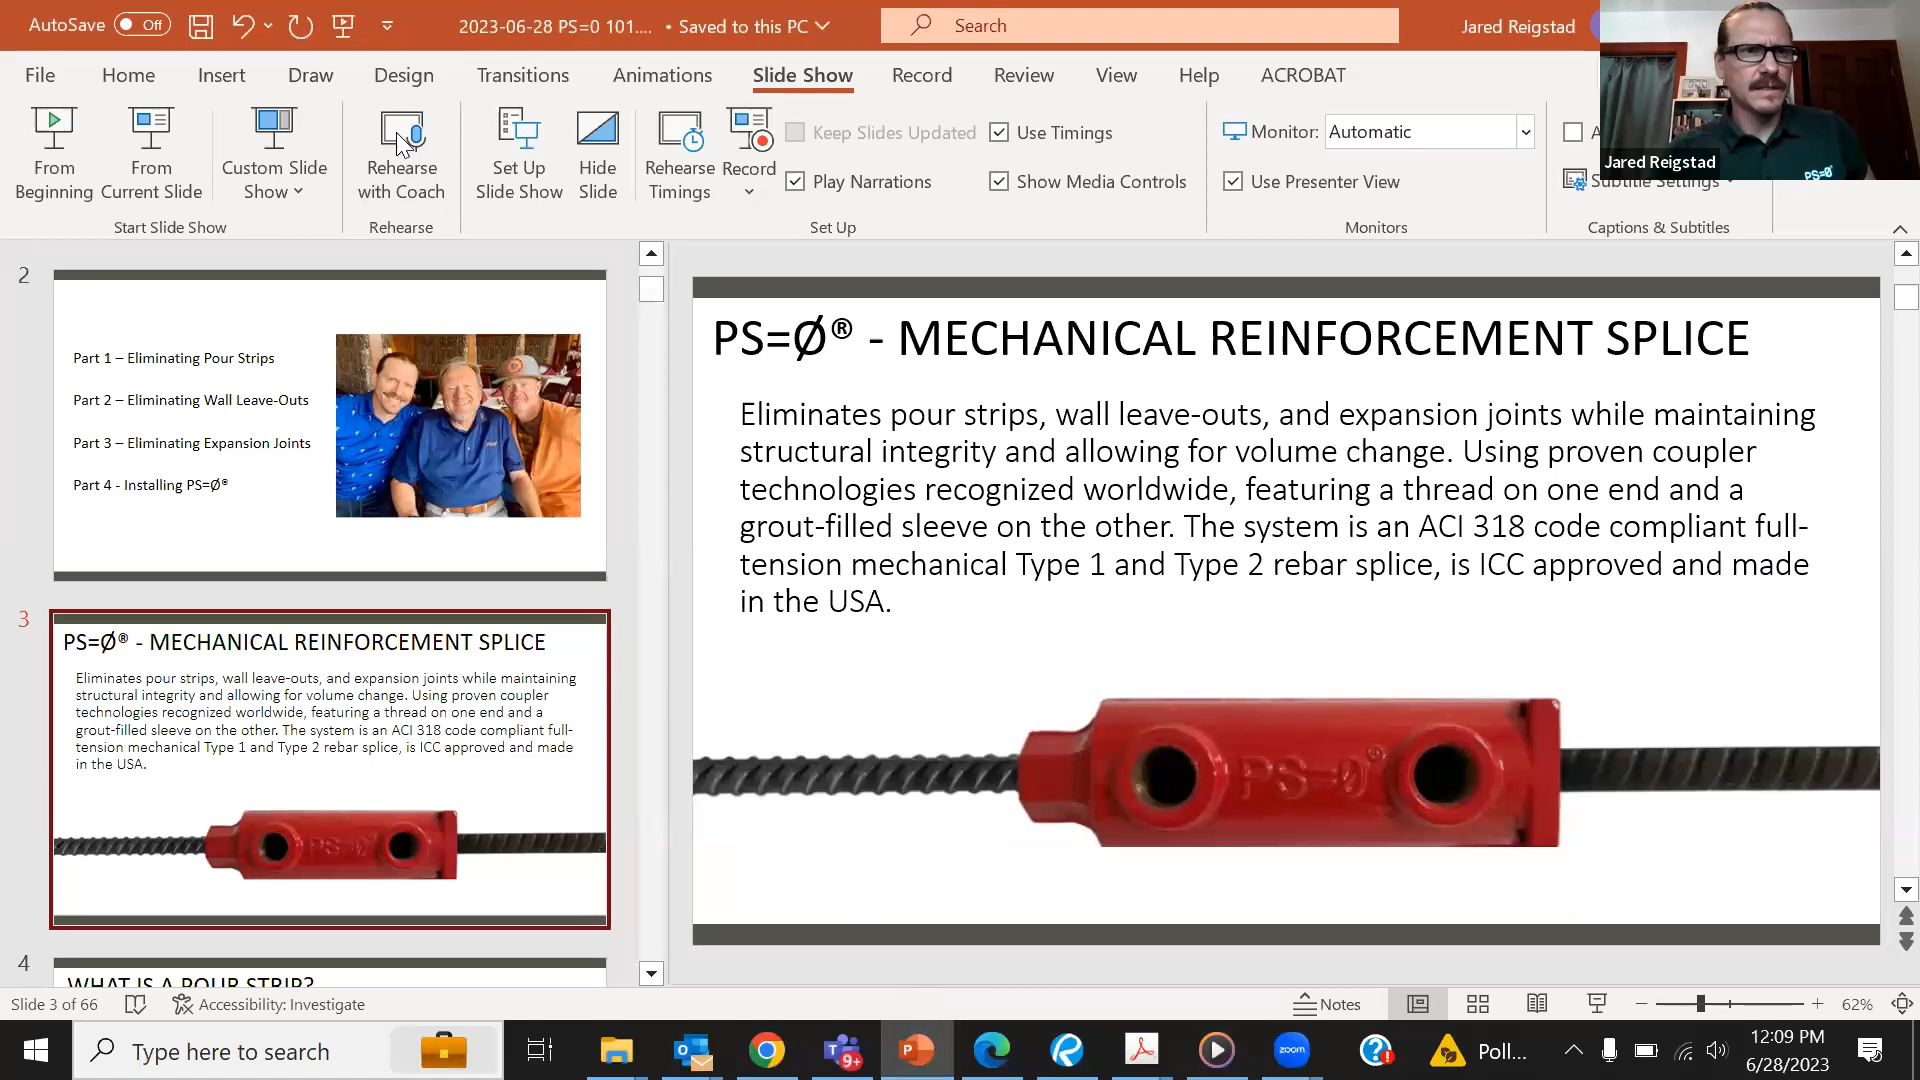 AutoSave Off
2023-06-28 PS=0 101.... • Saved to this PC
Search
Jared Reigstad
File Home Insert Draw Design Transitions Animations Slide Show Record Review View Help ACROBAT
From Beginning
From Current Slide
Custom Slide Show
Start Slide Show
Rehearse with Coach
Rehearse
Set Up Slide Show
Hide Slide
Rehearse Timings
Record
Keep Slides Updated
Use Timings
Play Narrations
Show Media Controls
Set Up
Monitor: Automatic
Use Presenter View
Monitors
A
Subtitle Settings
Captions & Subtitles
Jared Reigstad
PS=Ø
2
Part 1 – Eliminating Pour Strips
Part 2 – Eliminating Wall Leave-Outs
Part 3 – Eliminating Expansion Joints
Part 4 - Installing PS=Ø®
3
PS=Ø® - MECHANICAL REINFORCEMENT SPLICE
Eliminates pour strips, wall leave-outs, and expansion joints while maintaining
structural integrity and allowing for volume change. Using proven coupler
technologies recognized worldwide, featuring a thread on one end and a
grout-filled sleeve on the other. The system is an ACI 318 code compliant full-
tension mechanical Type 1 and Type 2 rebar splice, is ICC approved and made
in the USA.
PS=Ø
4
WHAT IS A POUR STRIP?
PS=Ø® - MECHANICAL REINFORCEMENT SPLICE
Eliminates pour strips, wall leave-outs, and expansion joints while maintaining
structural integrity and allowing for volume change. Using proven coupler
technologies recognized worldwide, featuring a thread on one end and a
grout-filled sleeve on the other. The system is an ACI 318 code compliant full-
tension mechanical Type 1 and Type 2 rebar splice, is ICC approved and made
in the USA.
PS=Ø®
Slide 3 of 66
Accessibility: Investigate
Notes
62%
Type here to search
9+
zoom
Poll...
12:09 PM
6/28/2023